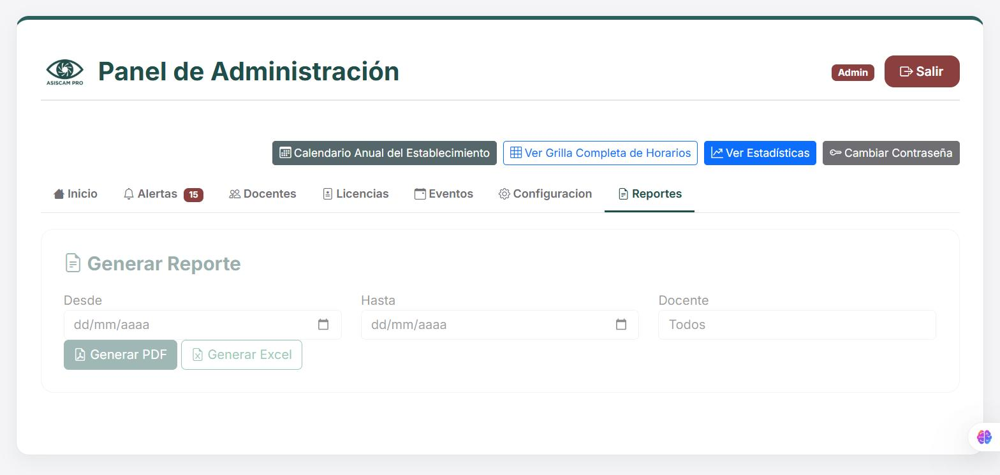 ASISCAM PRO
Panel de Administración
Admin
Salir
Calendario Anual del Establecimiento
Ver Grilla Completa de Horarios
Ver Estadísticas
Cambiar Contraseña
Inicio
Alertas 15
Docentes
Licencias
Eventos
Configuracion
Reportes
Generar Reporte
Desde
Hasta
Docente
dd/mm/aaaa
dd/mm/aaaa
Todos
Generar PDF
Generar Excel